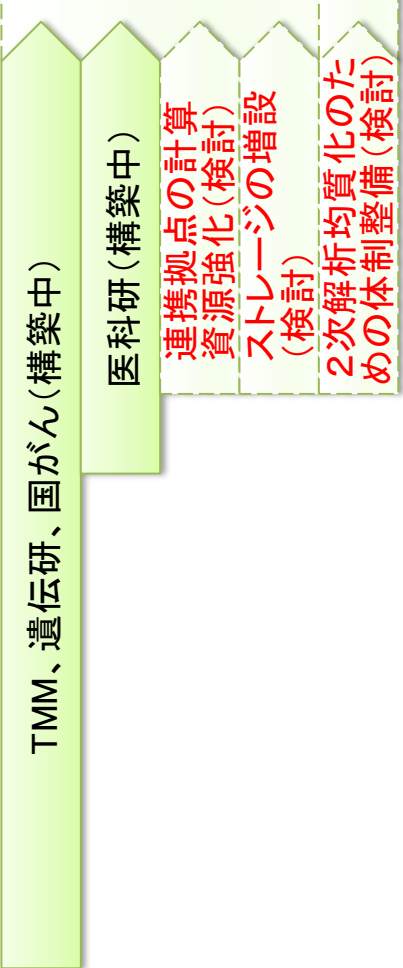 TMM、遺伝研、国がん（構築中）
医科研（構築中）
連携拠点の計算
資源強化（検討）
ストレージの増設
（検討）
２次解析均質化のた
めの体制整備（検討）